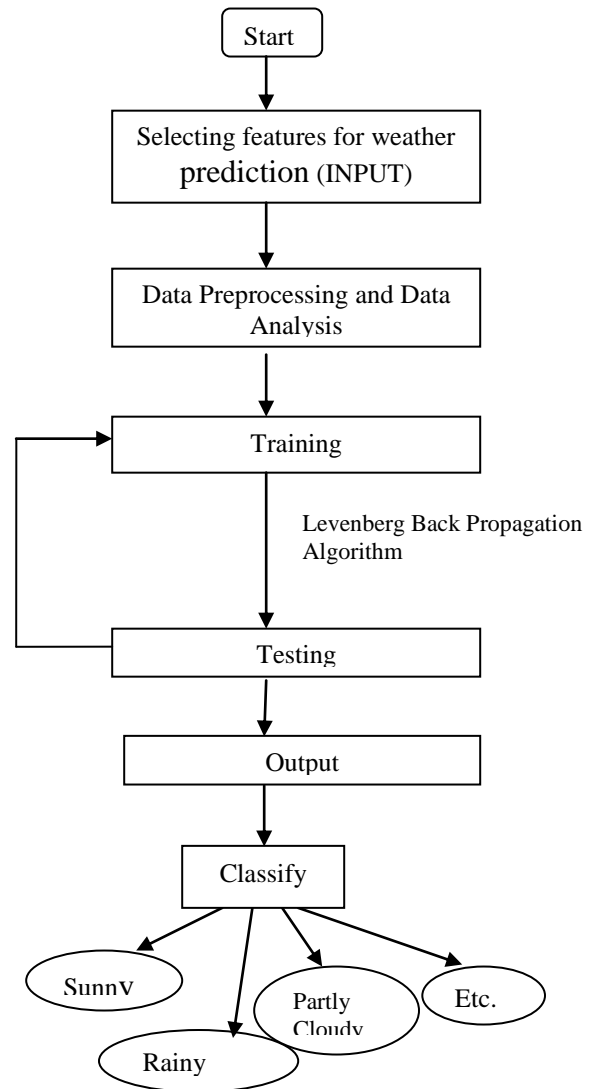 Start
Selecting features for weather
prediction (INPUT)
Data Preprocessing and Data
Analysis
Training
Levenberg Back Propagation
Algorithm
Testing
Output
Classify
Sunny
Partly
Cloudy
Etc.
Rainy